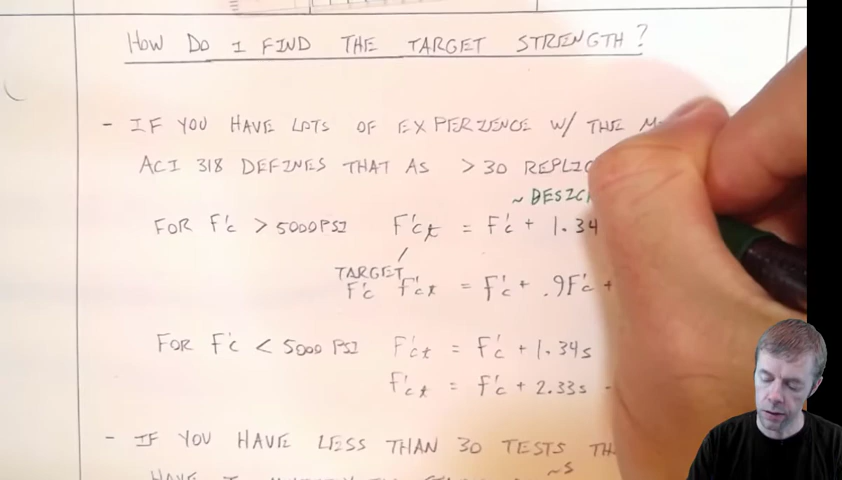 HOW DO I FIND THE TARGET STRENGTH?
- IF YOU HAVE LOTS OF EXPERIENCE W/ THE
ACI 318 DEFINES THAT AS > 30
~ DESIGN
FOR F'c > 5000 PSI F'ct = F'c + 1.34
TARGET
F'c F'ct = F'c + .9F'c +
FOR F'c < 5000 PSI F'ct = F'c + 1.34s
F'ct = F'c + 2.33s -
- IF YOU HAVE LESS THAN 30 TESTS
~S